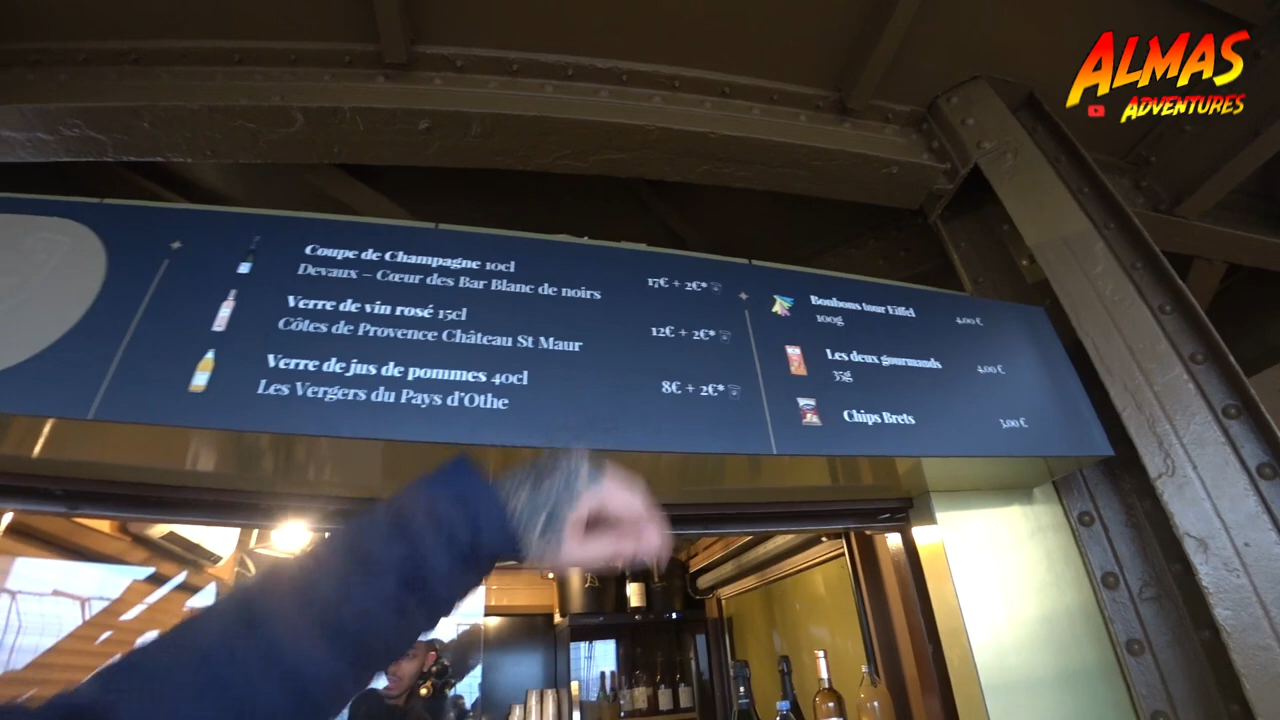 ALMAS
ADVENTURES
Coupe de Champagne 10cl
Devaux – Cœur des Bar Blanc de noirs
17€ + 2€*
Verre de vin rosé 15cl
Côtes de Provence Château St Maur
12€ + 2€*
Verre de jus de pommes 40cl
Les Vergers du Pays d'Othe
8€ + 2€*
Bonbons tour Eiffel
100g
4,00 €
Les deux gourmands
35g
4,00 €
Chips Brets
3,00 €